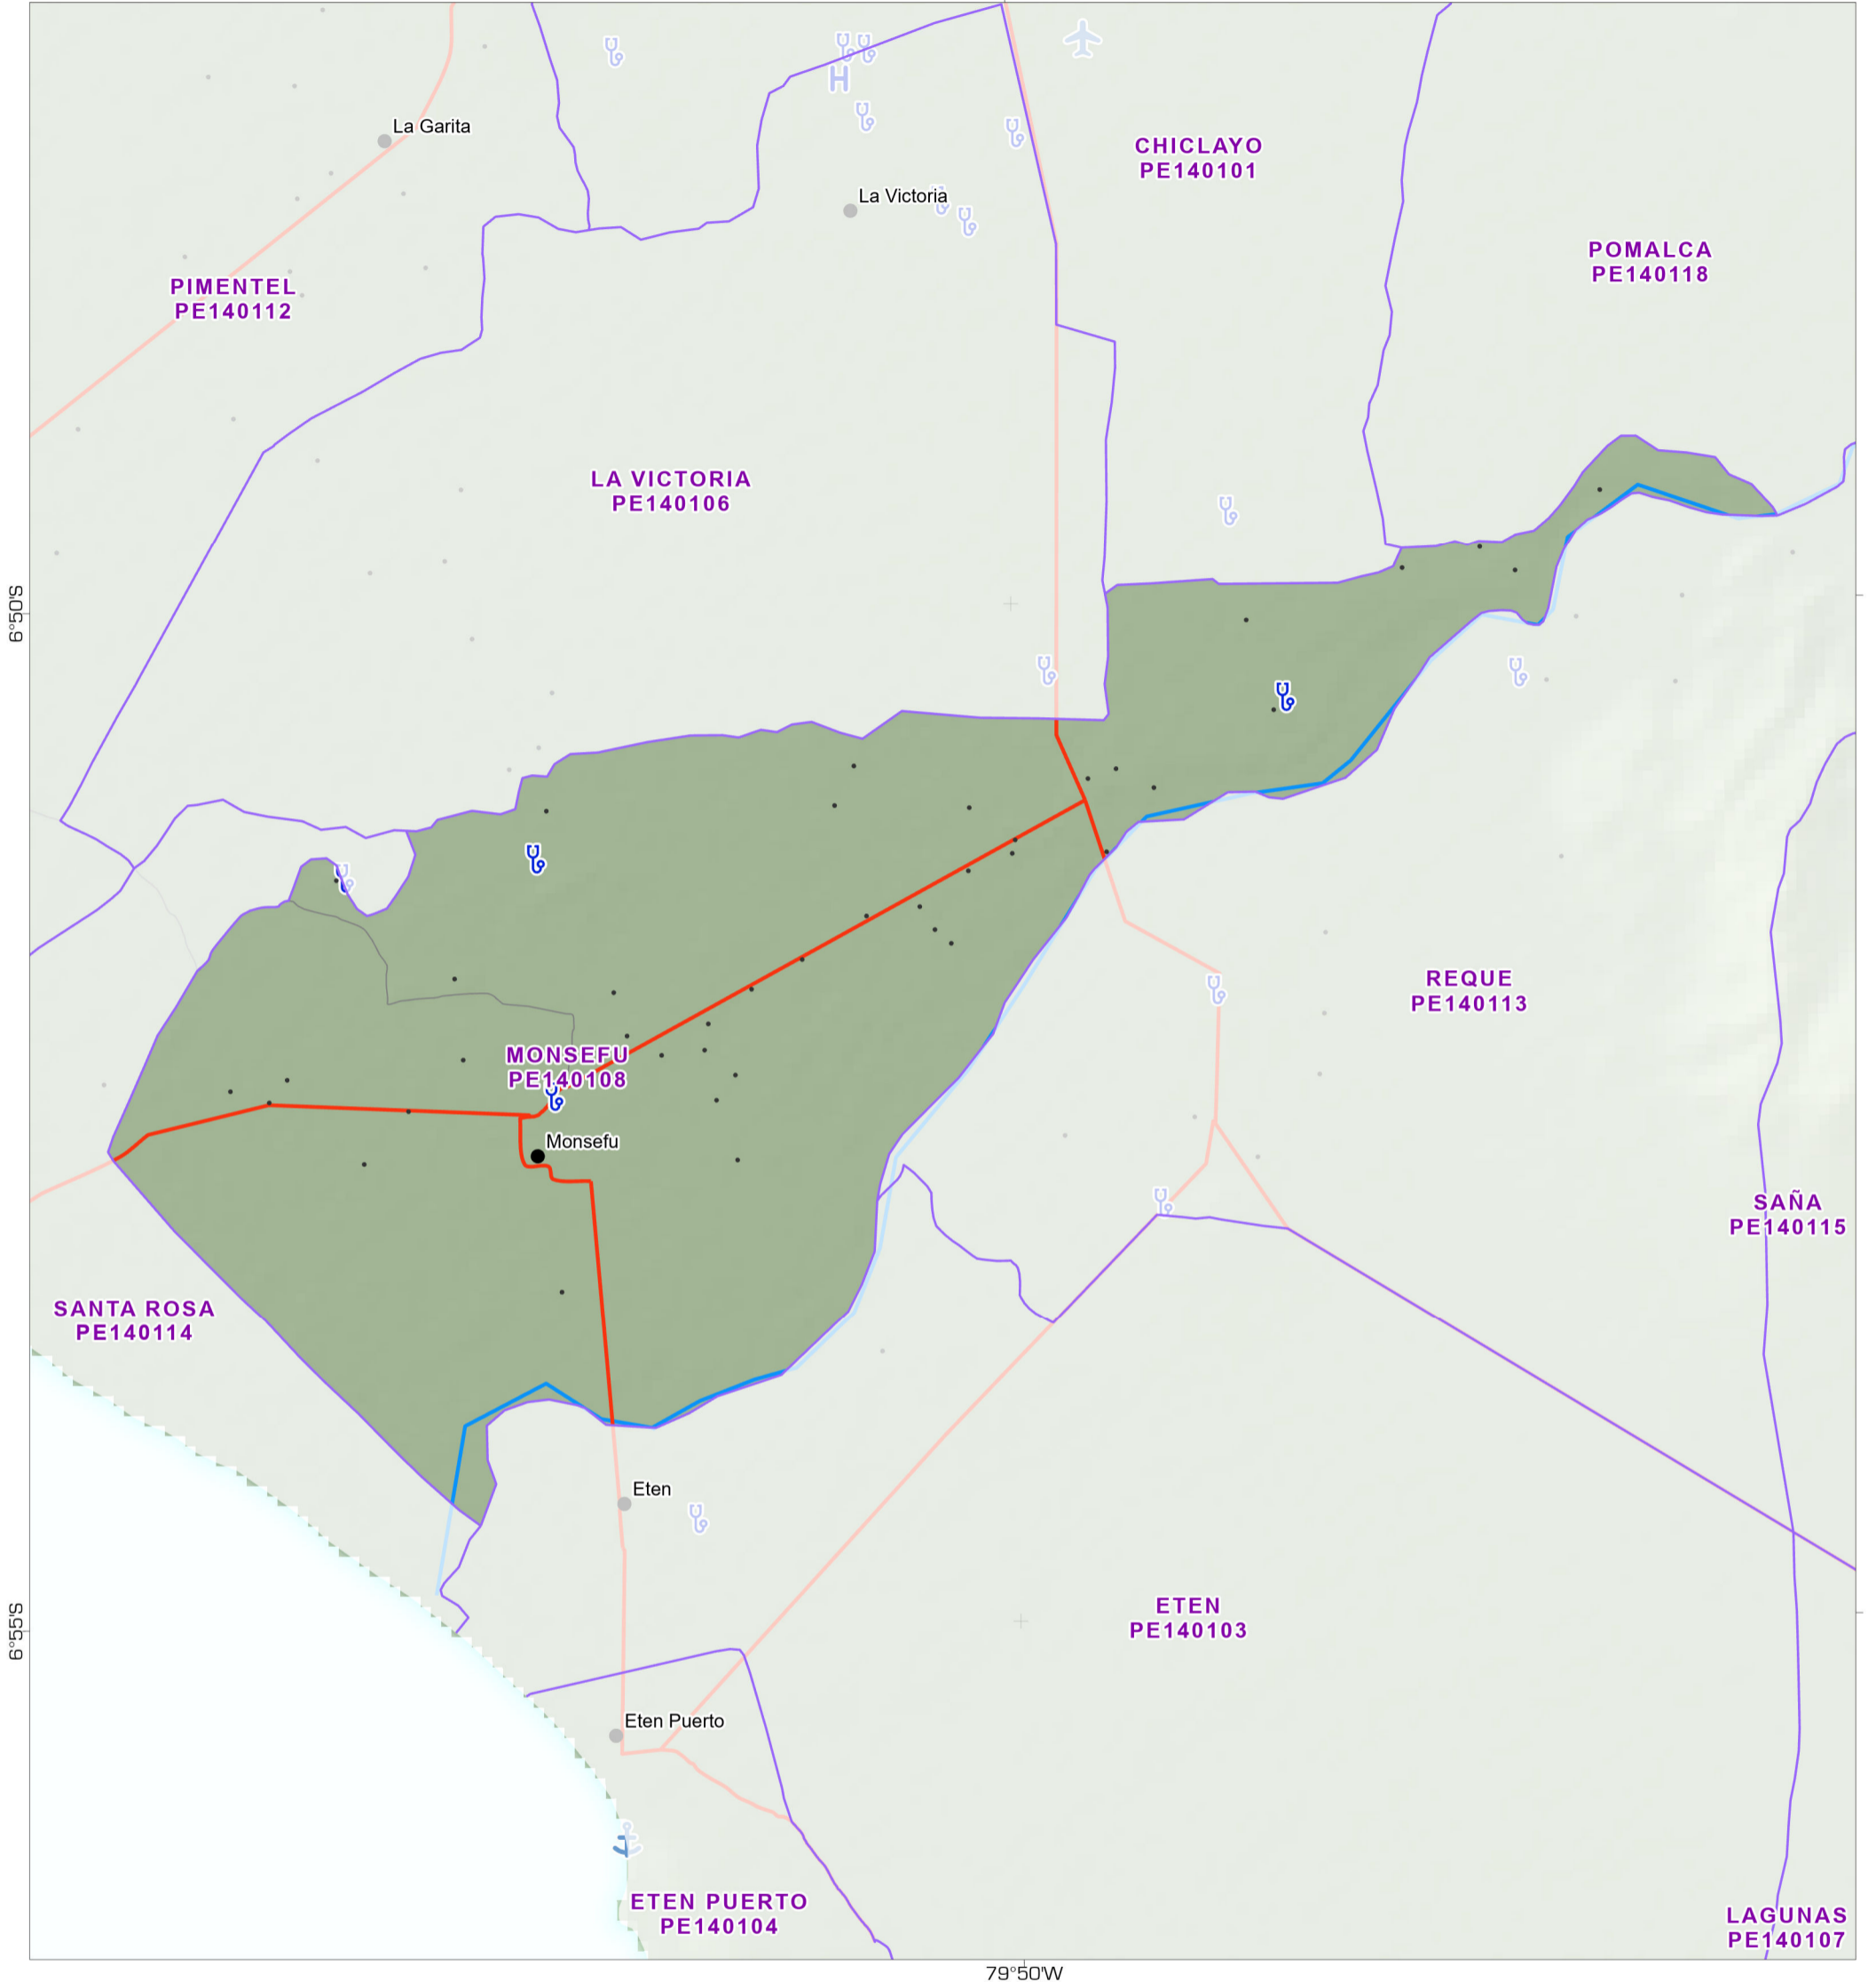 La Garita
H
CHICLAYO
PE140101
La Victoria
POMALCA
PE140118
PIMENTEL
PE140112
LA VICTORIA
PE140106
6°50'S
REQUE
PE140113
MONSEFU
PE140108
Monsefu
SAÑA
PE140115
SANTA ROSA
PE140114
Eten
ETEN
PE140103
6°55'S
Eten Puerto
ETEN PUERTO
PE140104
LAGUNAS
PE140107
79°50'W